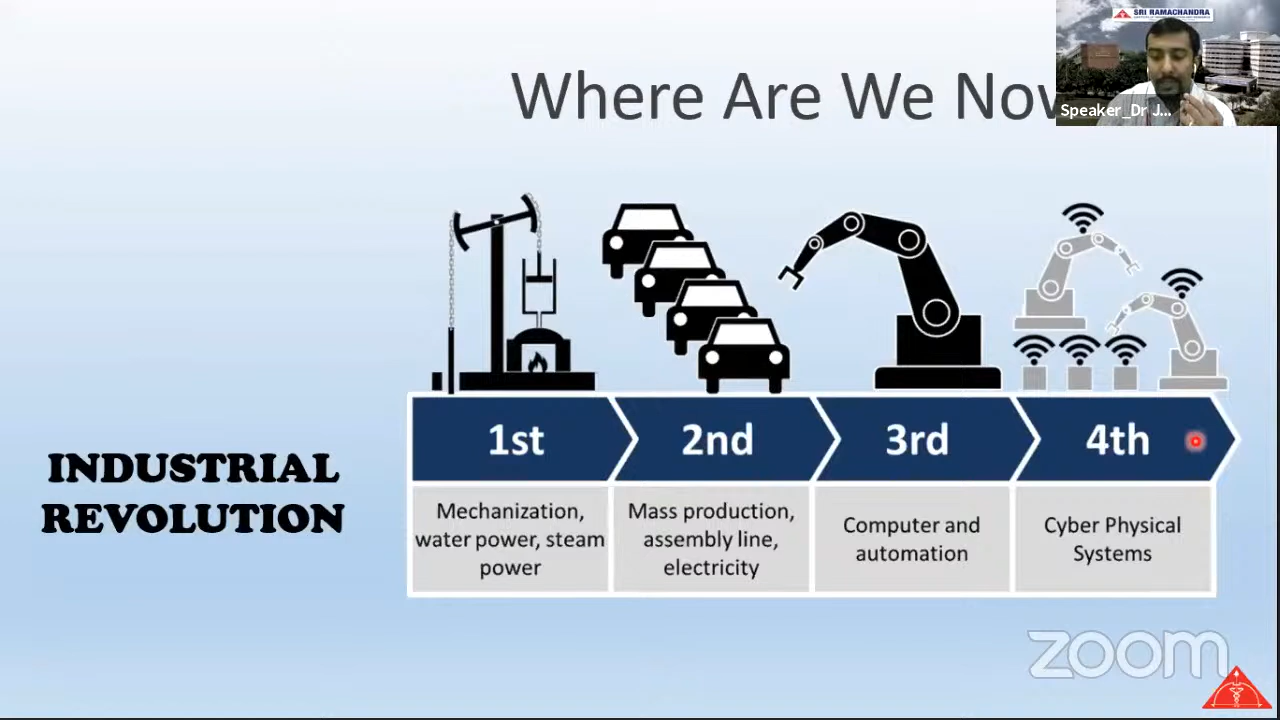 SRI RAMACHANDRA
Where Are We Nov
Speaker_Dr J...
1st
2nd
3rd
4th
INDUSTRIAL
REVOLUTION
Mechanization,
water power, steam
power
Mass production,
assembly line,
electricity
Computer and
automation
Cyber Physical
Systems
zoom